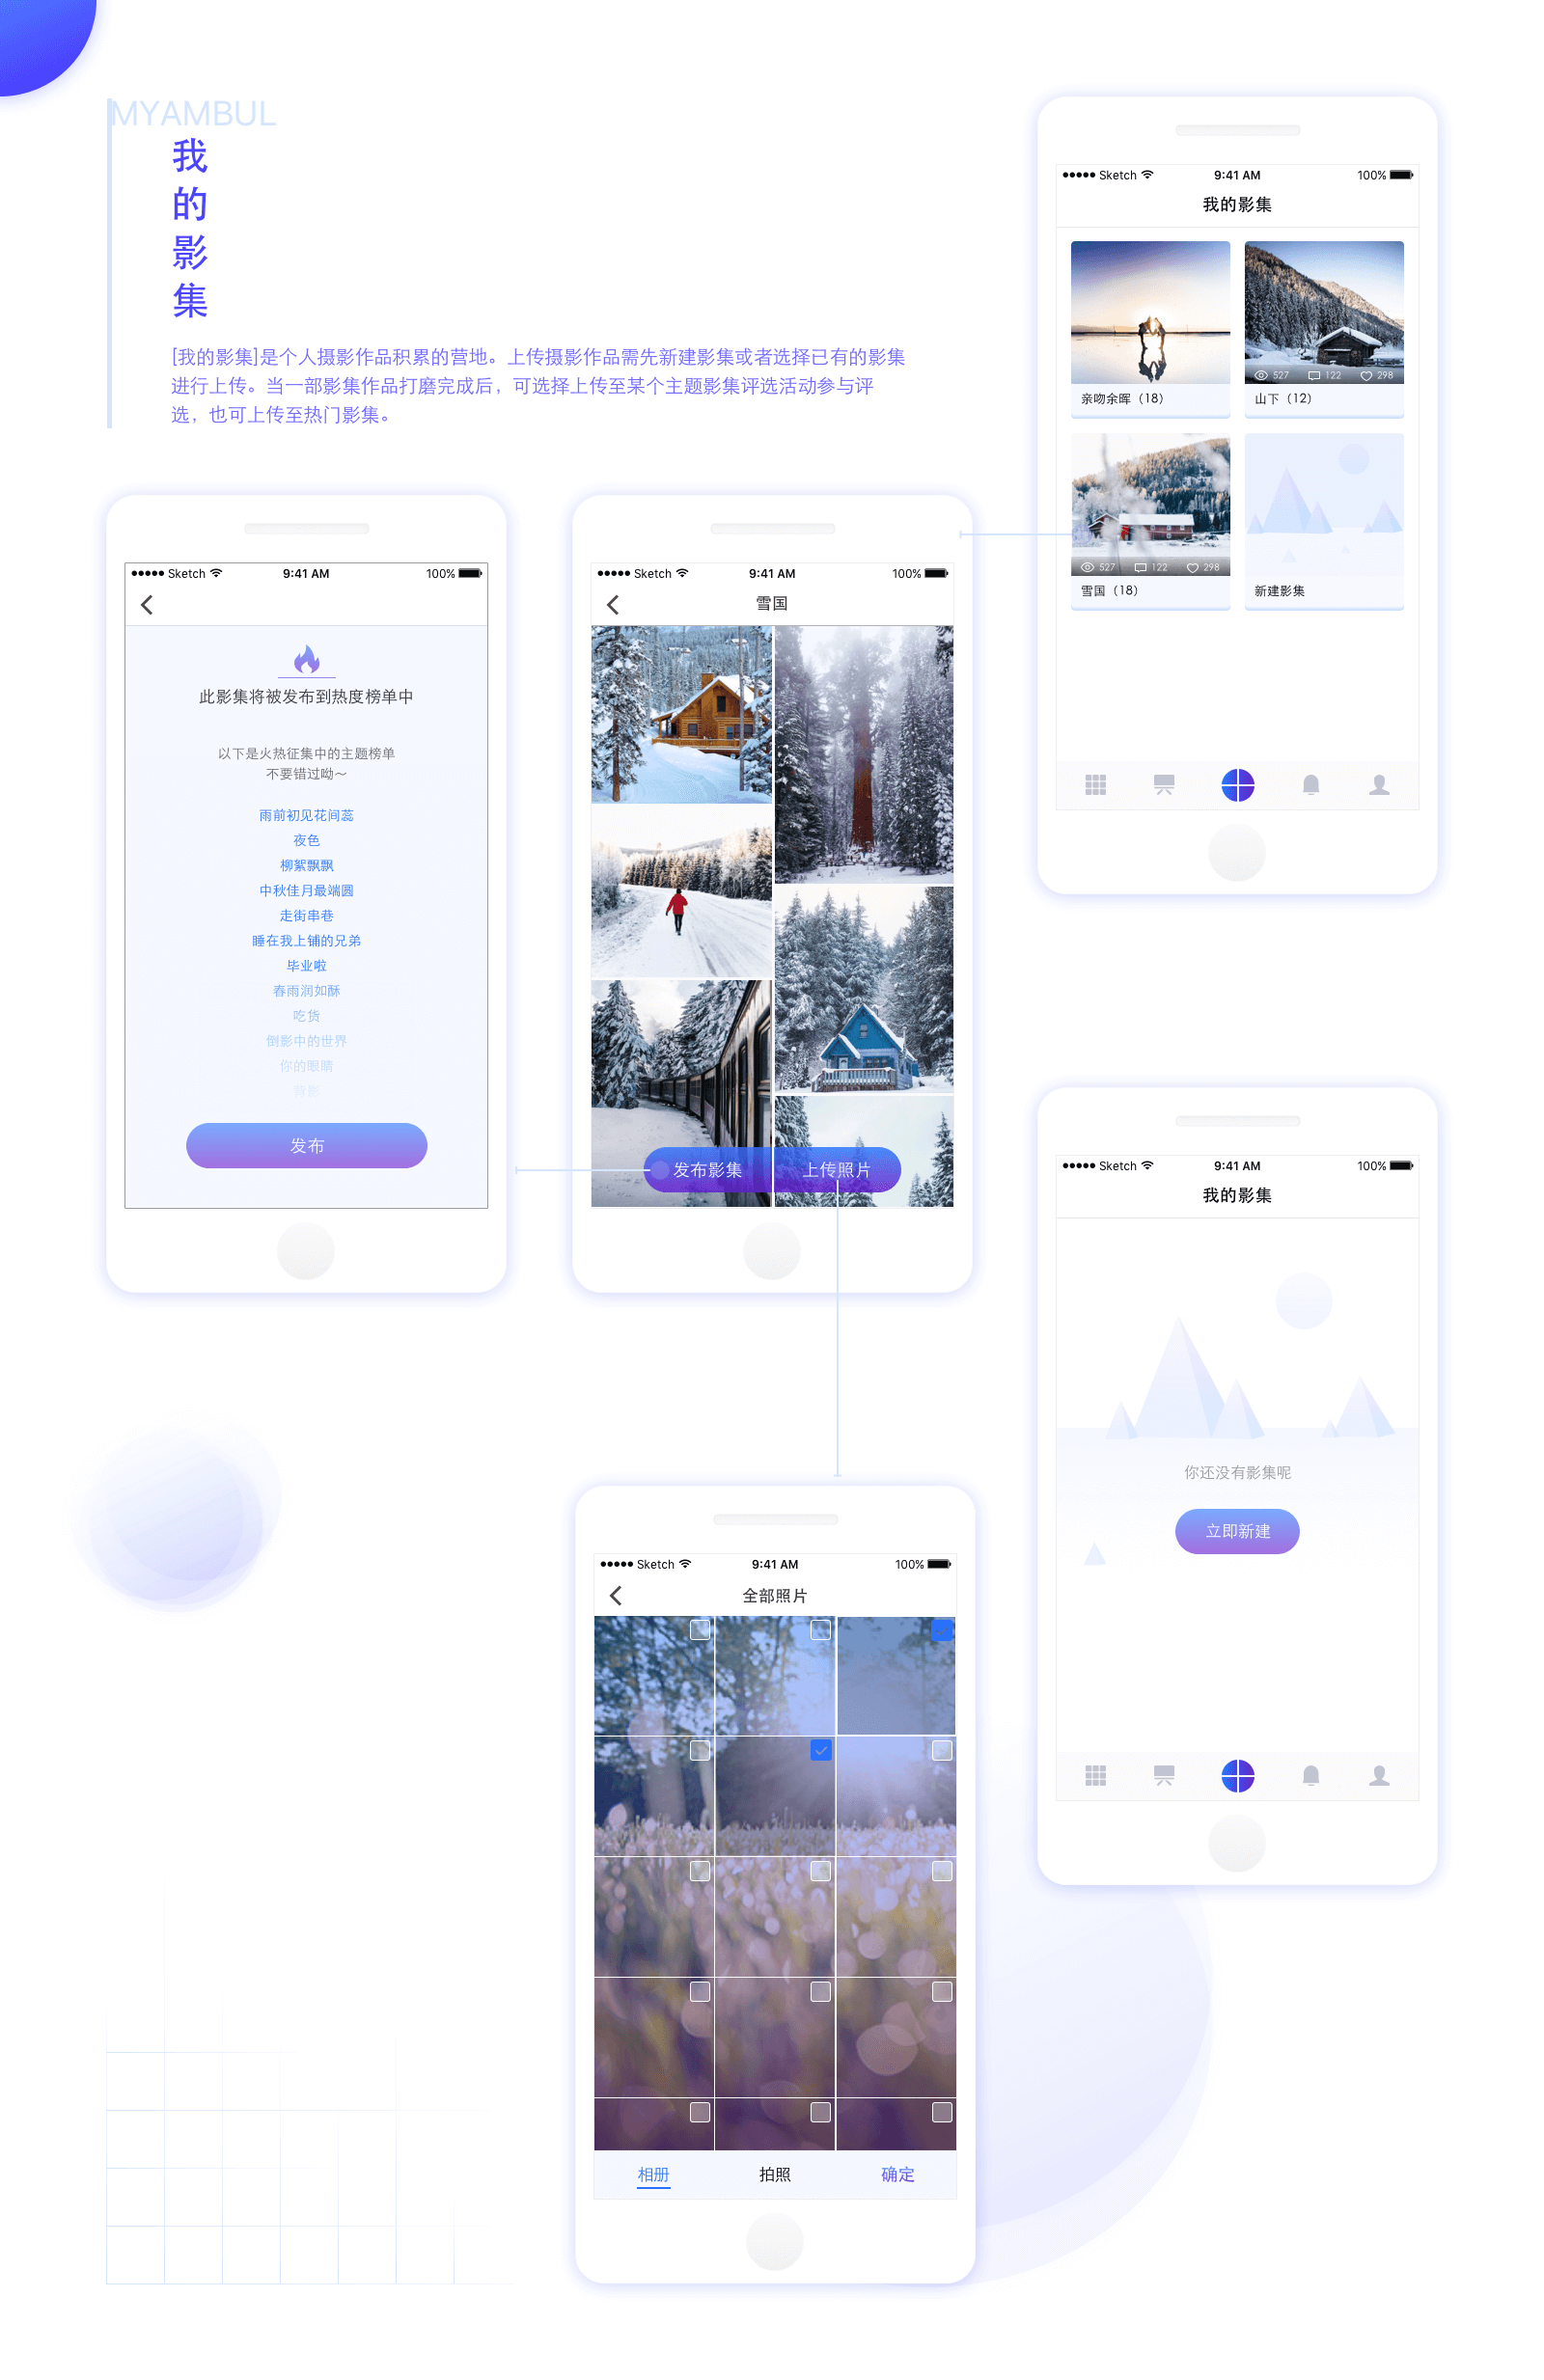 MYAMBUL
我
的
影
集
[我的影集]是个人摄影作品积累的营地。上传摄影作品需先新建影集或者选择已有的影集
进行上传。当一部影集作品打磨完成后，可选择上传至某个主题影集评选活动参与评
选，也可上传至热门影集。
Sketch 9:41 AM 100%
我的影集
527 122 298
亲吻余晖（18） 山下（12）
527 122 298
雪国（18） 新建影集
Sketch 9:41 AM 100%
此影集将被发布到热度榜单中
以下是火热征集中的主题榜单
不要错过呦～
雨前初见花间蕊
夜色
柳絮飘飘
中秋佳月最端圆
走街串巷
睡在我上铺的兄弟
毕业啦
春雨润如酥
吃货
倒影中的世界
你的眼睛
背影
发布
Sketch 9:41 AM 100%
雪国
发布影集 上传照片
Sketch 9:41 AM 100%
我的影集
你还没有影集呢
立即新建
Sketch 9:41 AM 100%
全部照片
相册 拍照 确定